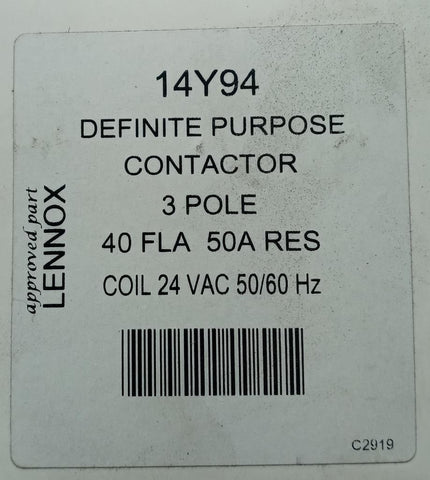 14Y94
DEFINITE PURPOSE
CONTACTOR
3 POLE
40 FLA 50A RES
COIL 24 VAC 50/60 Hz
approved part
LENNOX
C2919